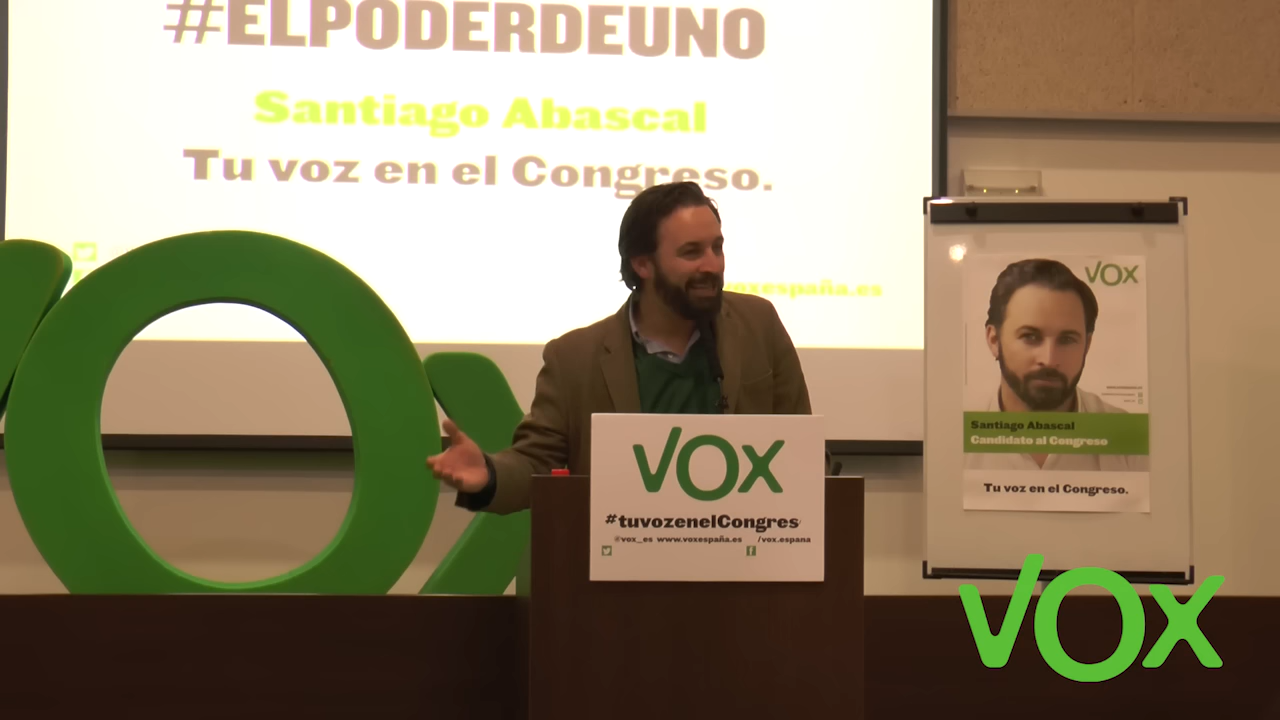 #ELPODERDEUNO
Santiago Abascal
Tu voz en el Congreso.
voxespaña.es
VOX
#tuvozenelCongres
@vox_es www.voxespaña.es /vox.espana
VOX
Santiago Abascal
Candidato al Congreso
Tu voz en el Congreso.
VOX